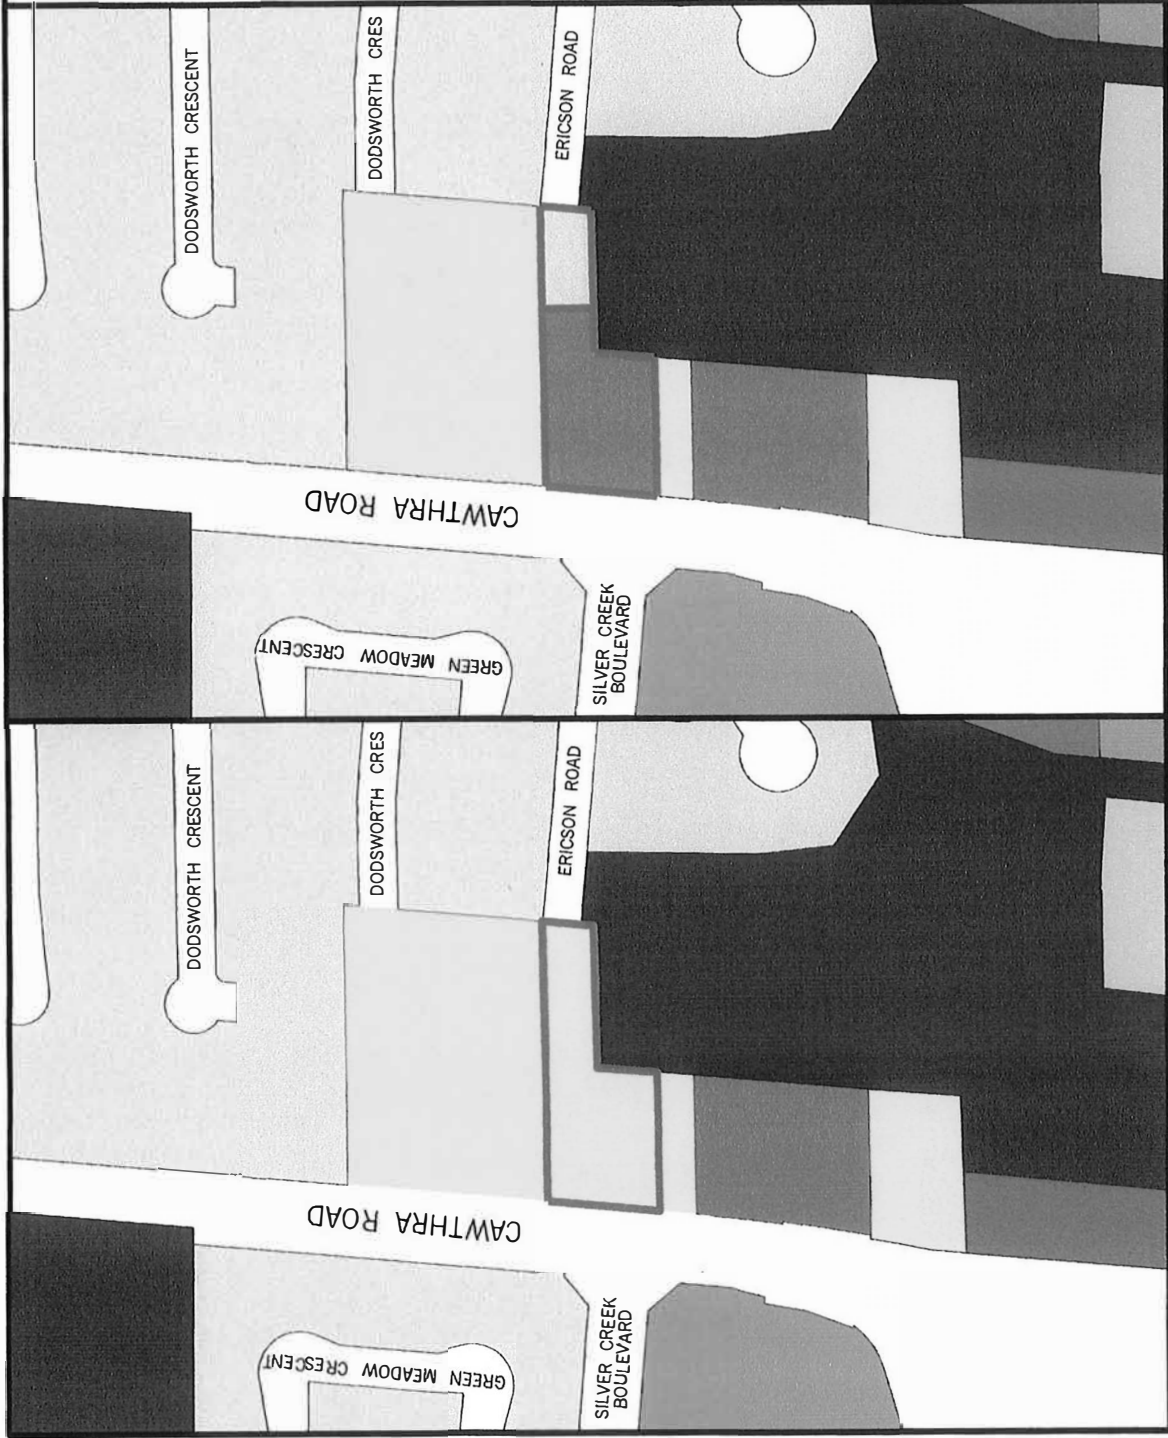 DODSWORTH CRESCENT
DODSWORTH CRES
ERICSON ROAD
CAWTHRA ROAD
GREEN MEADOW CRESCENT
SILVER CREEK
BOULEVARD
DODSWORTH CRESCENT
DODSWORTH CRES
ERICSON ROAD
CAWTHRA ROAD
GREEN MEADOW CRESCENT
SILVER CREEK
BOULEVARD